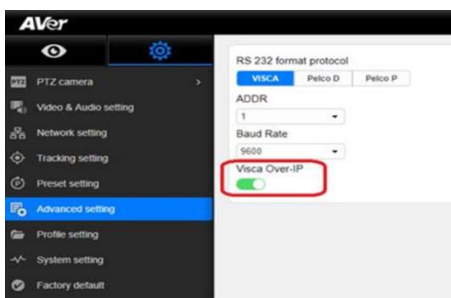 AVer
PTZ PTZ camera >
Video & Audio setting
Network setting
Tracking setting
Preset setting
Advanced setting
Profile setting
System setting
Factory default
RS 232 format protocol
VISCA Pelco D Pelco P
ADDR
1
Baud Rate
9600
Visca Over-IP